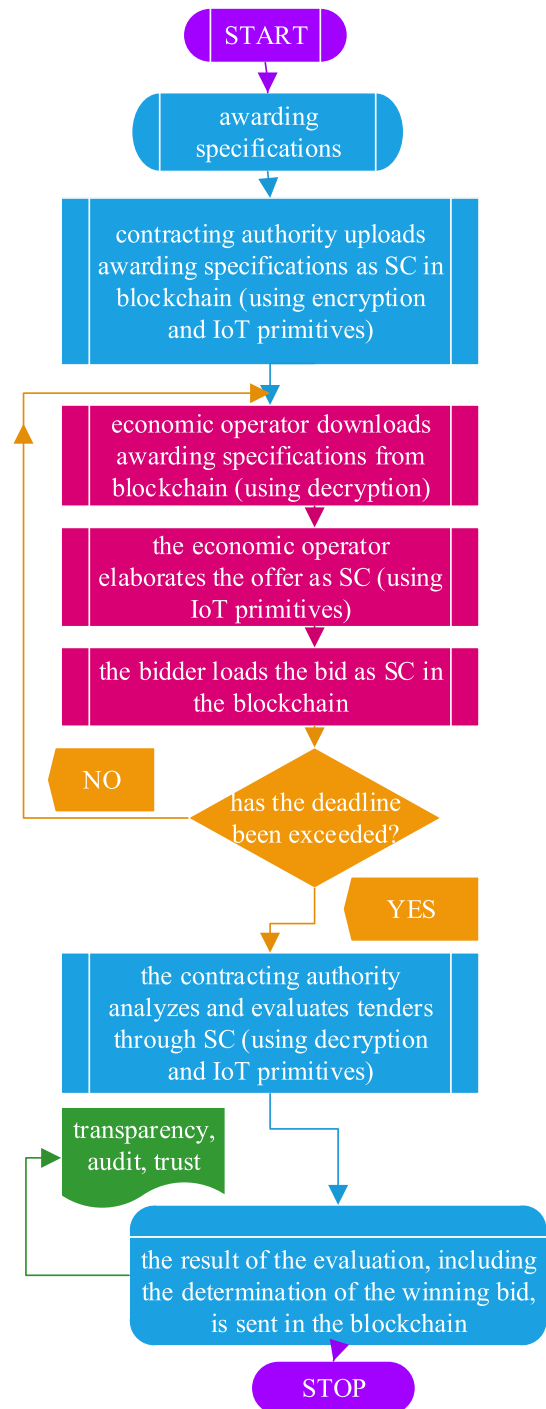 START
awarding
specifications
contracting authority uploads
awarding specifications as SC in
blockchain (using encryption
and IoT primitives)
economic operator downloads
awarding specifications from
blockchain (using decryption)
the economic operator
elaborates the offer as SC (using
IoT primitives)
the bidder loads the bid as SC in
the blockchain
NO
has the deadline
been exceeded?
YES
the contracting authority
analyzes and evaluates tenders
through SC (using decryption
and IoT primitives)
transparency,
audit, trust
the result of the evaluation, including
the determination of the winning bid,
is sent in the blockchain
STOP